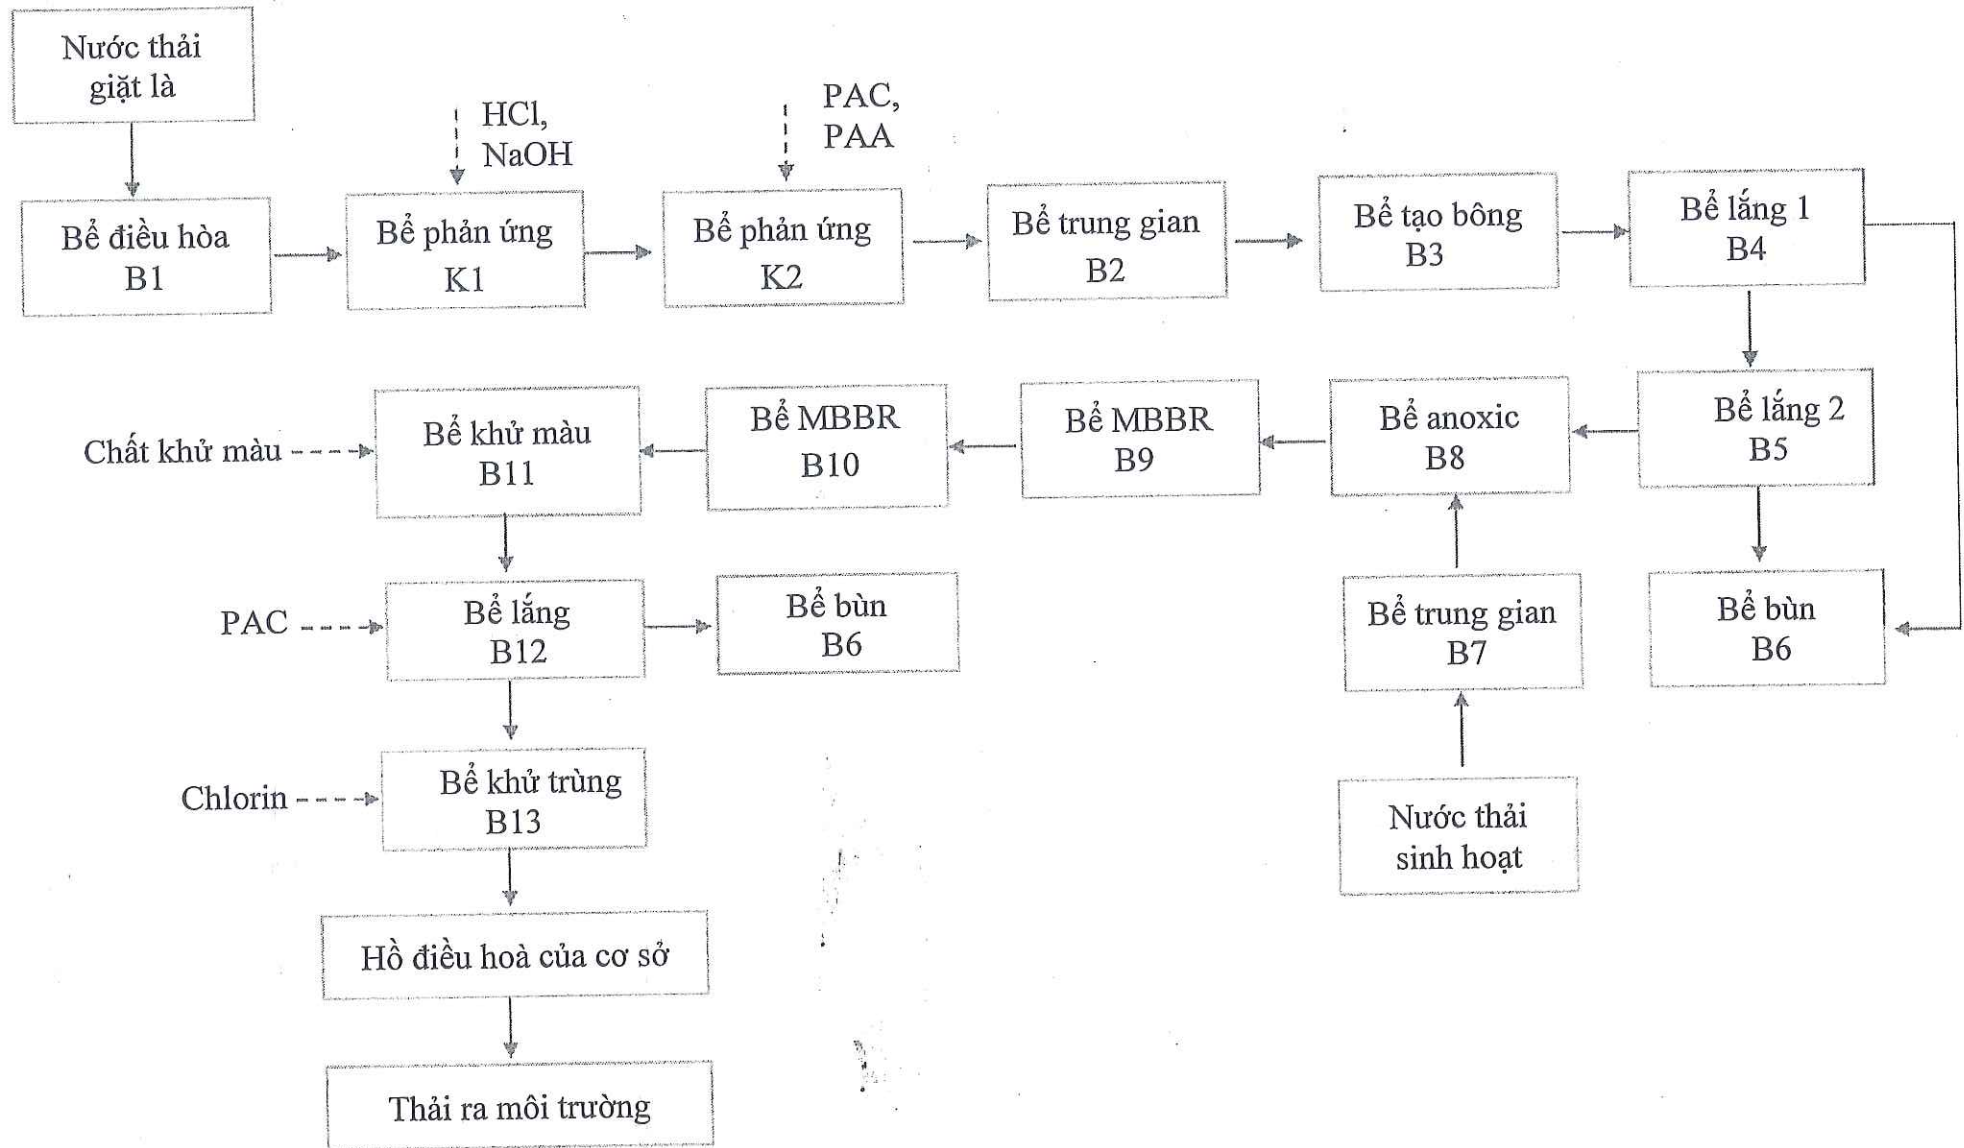 Nước thải
giặt là
HCl,
NaOH
PAC,
PAA
Bể điều hòa
B1
Bể phản ứng
K1
Bể phản ứng
K2
Bể trung gian
B2
Bể tạo bông
B3
Bể lắng 1
B4
Chất khử màu
Bể khử màu
B11
Bể MBBR
B10
Bể MBBR
B9
Bể anoxic
B8
Bể lắng 2
B5
PAC
Bể lắng
B12
Bể bùn
B6
Bể trung gian
B7
Bể bùn
B6
Chlorin
Bể khử trùng
B13
Nước thải
sinh hoạt
Hồ điều hoà của cơ sở
Thải ra môi trường